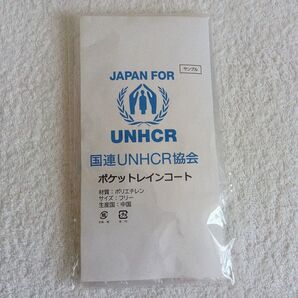 JAPAN FOR
サンプル
UNHCR
国連UNHCR協会
ポケットレインコート
材質：ポリエチレン
サイズ：フリー
生産国：中国